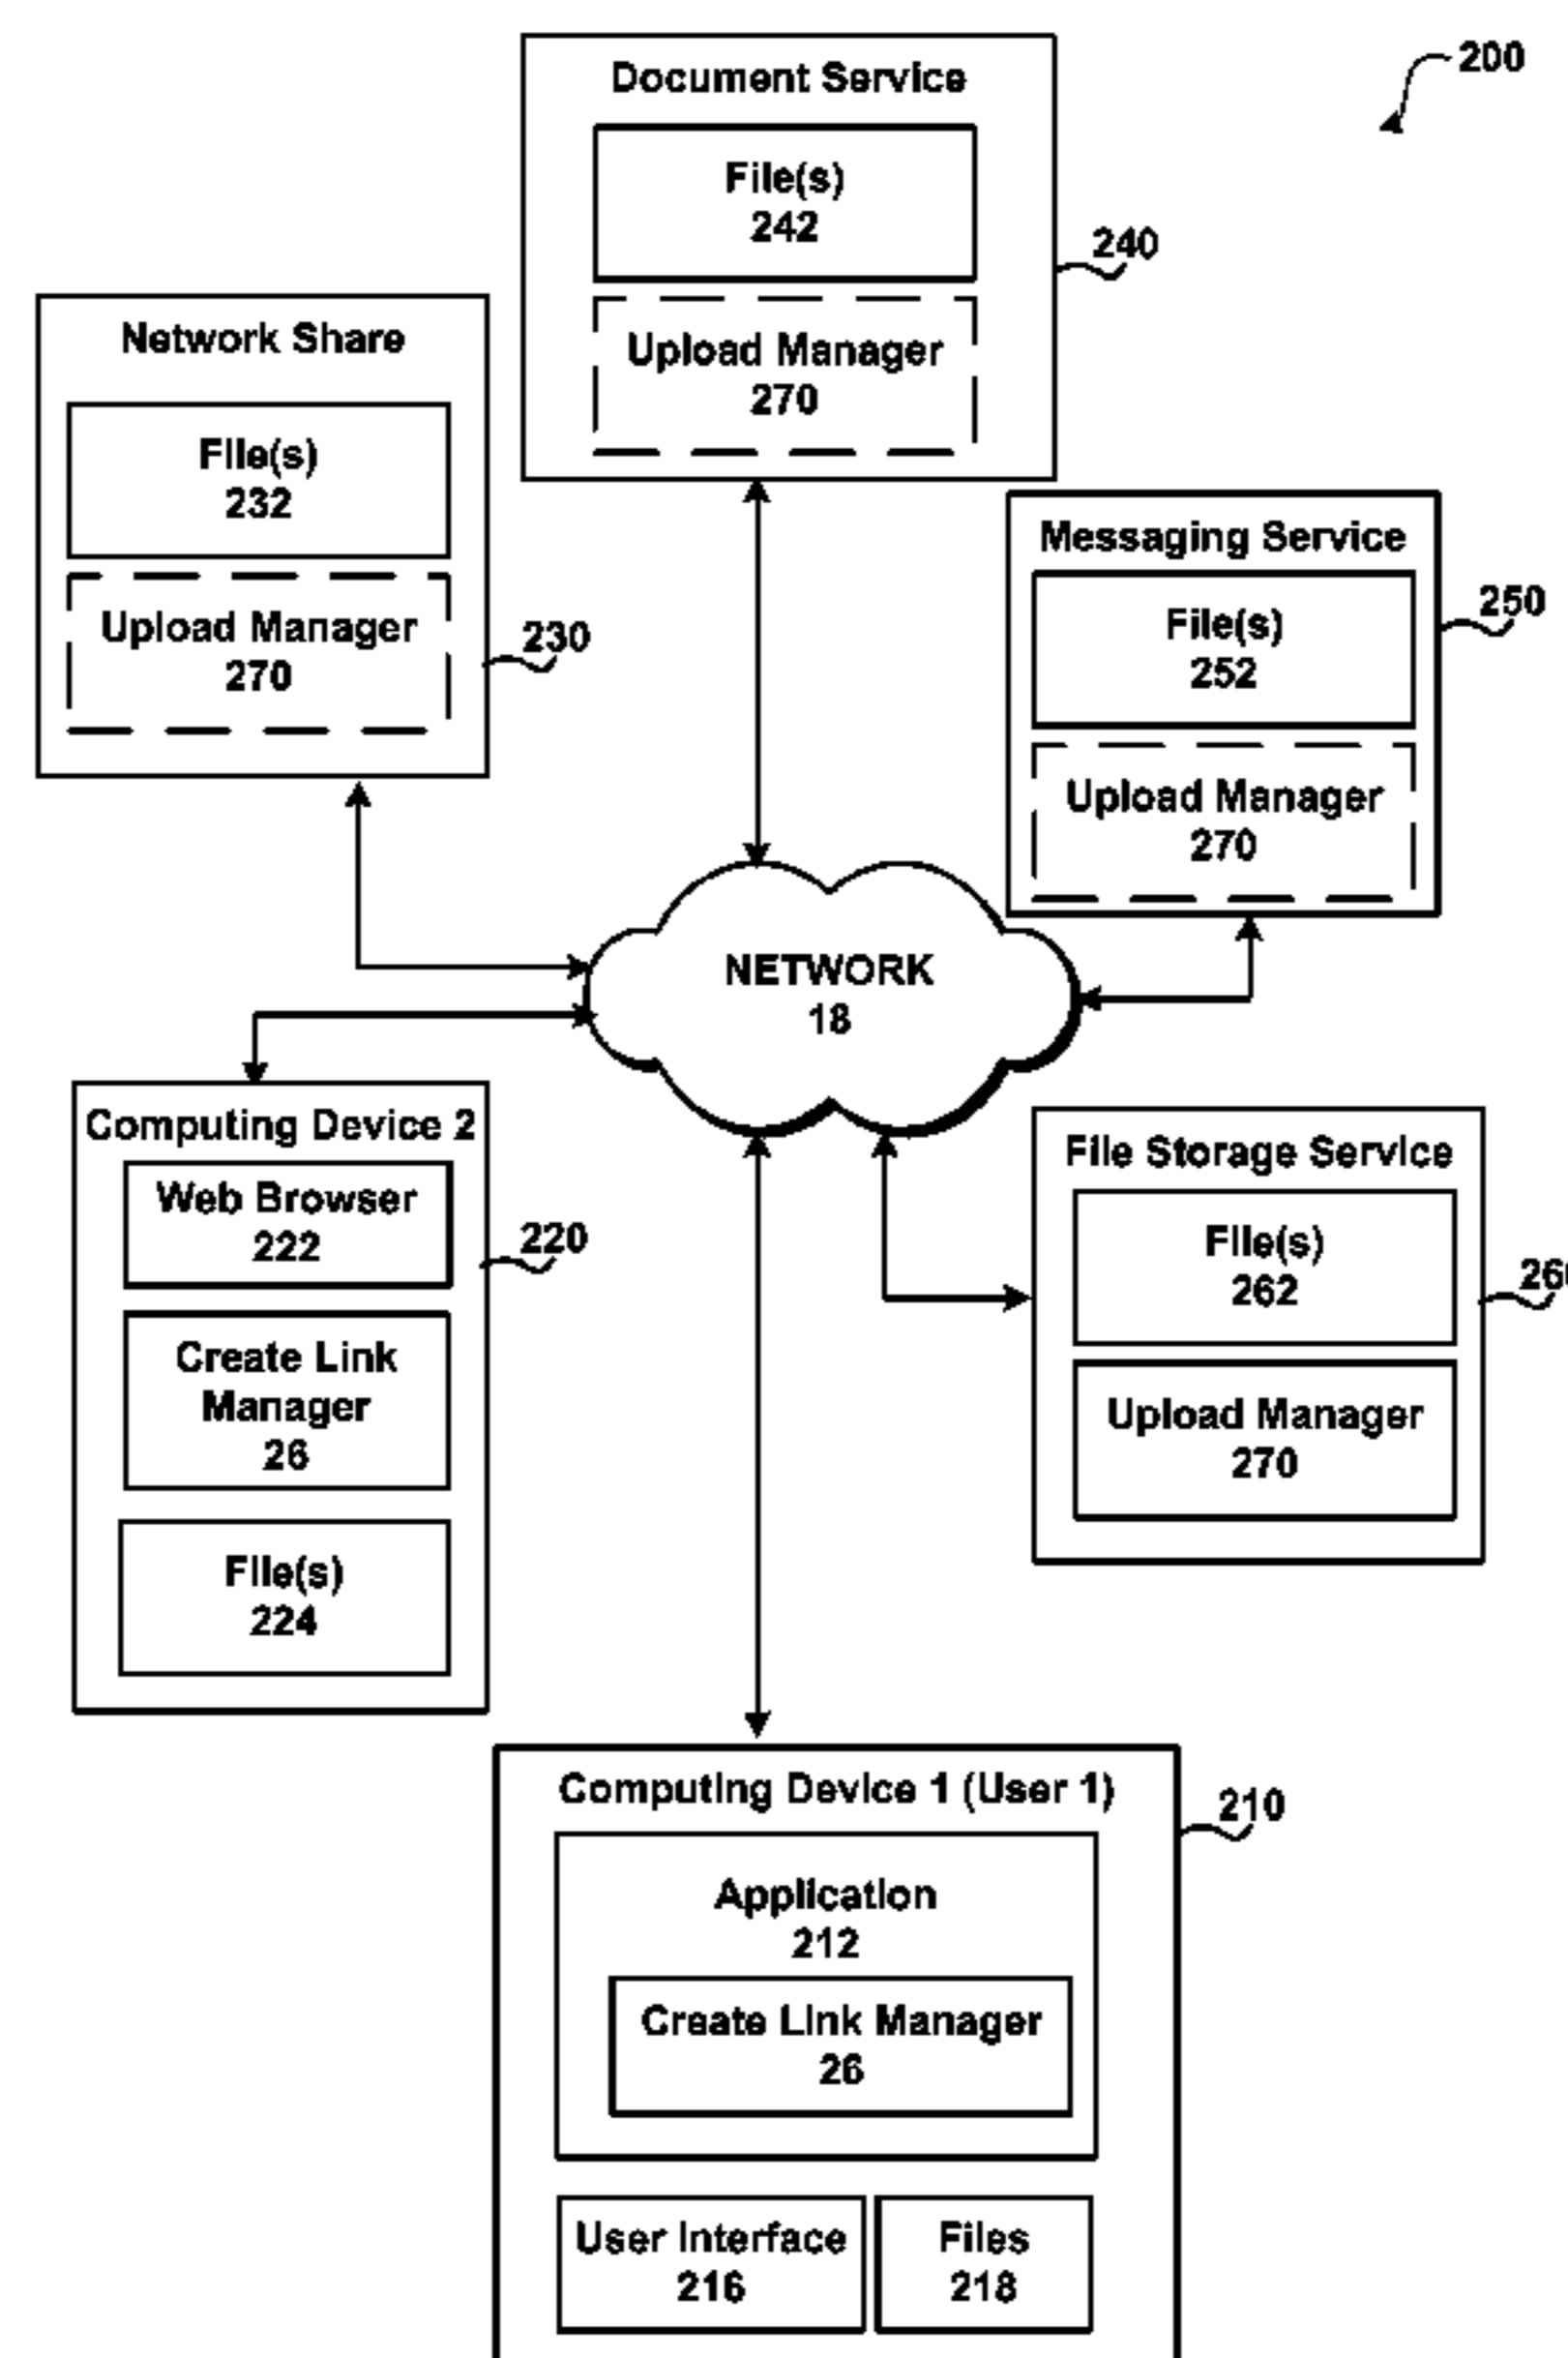 200
Document Service
File(s)
242
Upload Manager
270
240
Network Share
File(s)
232
Upload Manager
270
230
Messaging Service
File(s)
252
Upload Manager
270
250
NETWORK
18
Computing Device 2
Web Browser
222
Create Link
Manager
26
File(s)
224
220
File Storage Service
File(s)
262
Upload Manager
270
Computing Device 1 (User 1)
Application
212
Create Link Manager
26
User Interface
216
Files
218
210